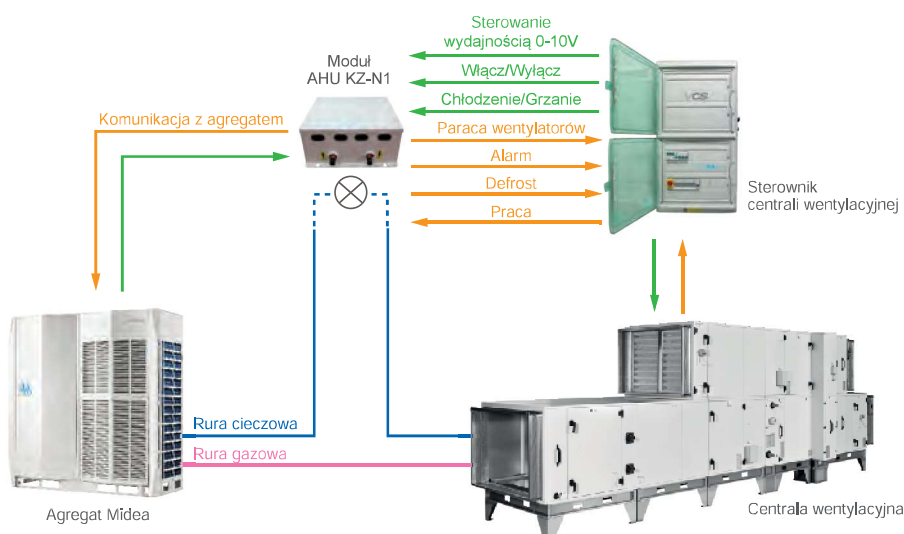 Sterowanie
wydajnością 0-10V
Włącz/Wyłącz
Chłodzenie/Grzanie
Moduł
AHU KZ-N1
Komunikacja z agregatem
Paraca wentylatorów
Alarm
Defrost
Praca
VCS
Sterownik
centrali wentylacyjnej
Rura cieczowa
Rura gazowa
Agregat Midea
Centrala wentylacyjna